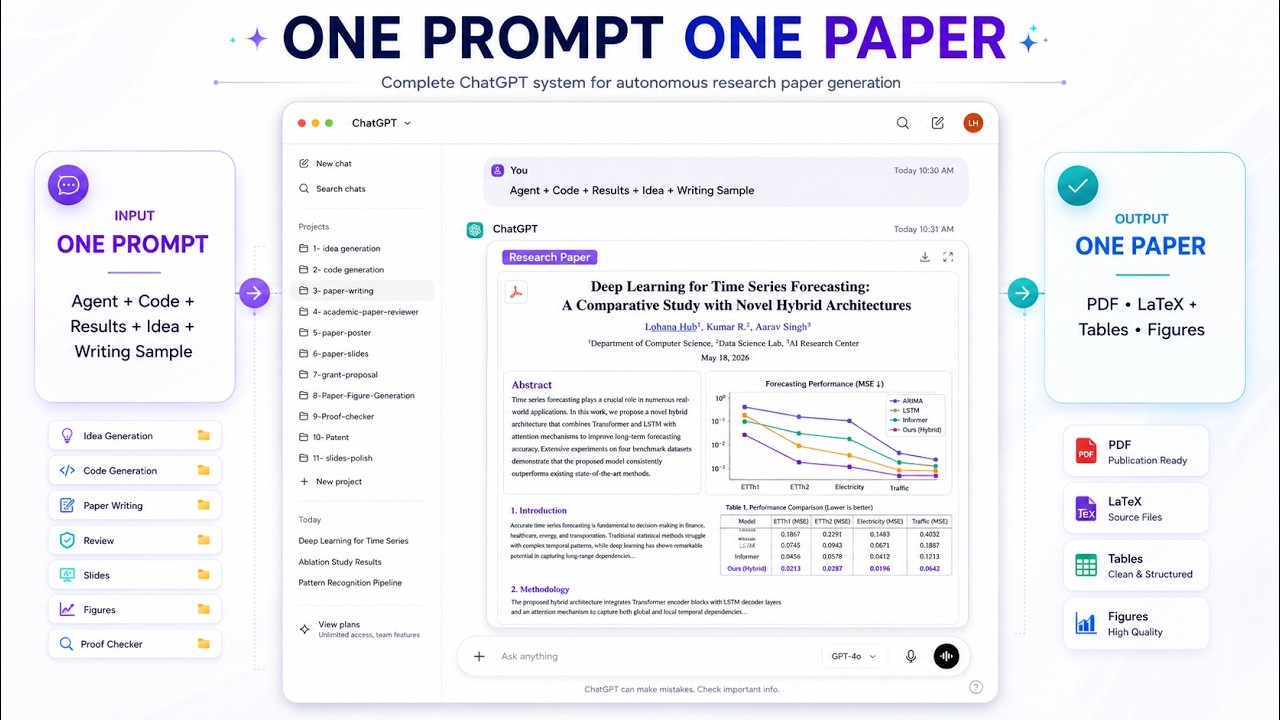 ONE PROMPT ONE PAPER
Complete ChatGPT system for autonomous research paper generation
INPUT
ONE PROMPT
Agent + Code +
Results + Idea +
Writing Sample
Idea Generation
Code Generation
Paper Writing
Review
Slides
Figures
Proof Checker
ChatGPT
LH
New chat
Search chats
Projects
1- idea generation
2- code generation
3- paper-writing
4- academic-paper-reviewer
5-paper-poster
6-paper-slides
7-grant-proposal
8-Paper-Figure-Generation
9-Proof-checker
10- Patent
11- slides-polish
New project
Today
Deep Learning for Time Series
Ablation Study Results
Pattern Recognition Pipeline
View plans
Unlimited access, team features
You
Today 10:30 AM
Agent + Code + Results + Idea + Writing Sample
ChatGPT
Today 10:31 AM
Research Paper
Deep Learning for Time Series Forecasting:
A Comparative Study with Novel Hybrid Architectures
Lohana Hub¹, Kumar R.², Aarav Singh³
¹Department of Computer Science, ²Data Science Lab, ³AI Research Center
May 18, 2026
Abstract
Time series forecasting plays a crucial role in numerous real-
world applications. In this work, we propose a novel hybrid
architecture that combines Transformer and LSTM with
attention mechanisms to improve long-term forecasting
accuracy. Extensive experiments on four benchmark datasets
demonstrate that the proposed model consistently
outperforms existing state-of-the-art methods.
Forecasting Performance (MSE ↓)
10⁰
10⁻¹
10⁻²
10⁻³
ARIMA
LSTM
Informer
Ours (Hybrid)
ETTh1 ETTh2 Electricity Traffic
1. Introduction
Accurate time series forecasting is fundamental to decision-making in finance,
healthcare, energy, and transportation. Traditional statistical methods struggle
with complex temporal patterns, while deep learning has shown remarkable
potential in capturing long-range dependencies...
Table 1. Performance Comparison (Lower is better)
Model ETTh1 (MSE) ETTh2 (MSE) Electricity (MSE) Traffic (MSE)
0.1867 0.2291 0.1483 0.4032
LSTM 0.0745 0.0943 0.0671 0.1887
Informer 0.0456 0.0578 0.0412 0.1213
Ours (Hybrid) 0.0213 0.0287 0.0196 0.0642
2. Methodology
The proposed hybrid architecture integrates Transformer encoder blocks with LSTM decoder layers
and an attention mechanism to capture both global and local temporal dependencies...
Ask anything
GPT-4o
ChatGPT can make mistakes. Check important info.
?
OUTPUT
ONE PAPER
PDF • LaTeX +
Tables • Figures
PDF
PDF
Publication Ready
TeX
LaTeX
Source Files
Tables
Clean & Structured
Figures
High Quality